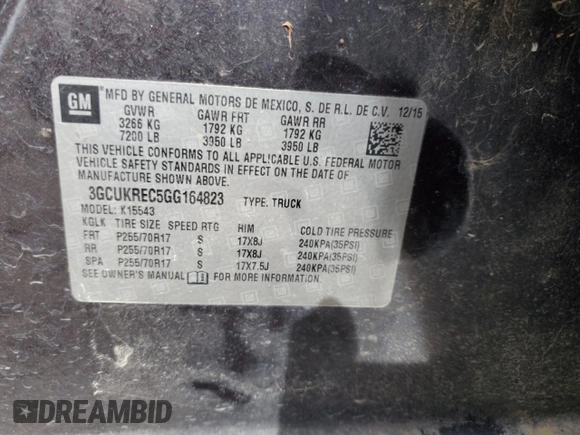 GM
MFD BY GENERAL MOTORS DE MEXICO, S. DE R.L. DE C.V. 12/15
GVWR GAWR FRT GAWR RR
3266 KG 1792 KG 1792 KG
7200 LB 3950 LB 3950 LB
THIS VEHICLE CONFORMS TO ALL APPLICABLE U.S. FEDERAL MOTOR
VEHICLE SAFETY STANDARDS IN EFFECT ON THE DATE OF
MANUFACTURE SHOWN ABOVE.
3GCUKREC5GG164823 TYPE: TRUCK
MODEL: K15543
KGLK TIRE SIZE SPEED RTG RIM COLD TIRE PRESSURE
FRT P255/70R17 S 17X8J 240KPA(35PSI)
RR P255/70R17 S 17X8J 240KPA(35PSI)
SPA P255/70R17 S 17X7.5J 240KPA(35PSI)
SEE OWNER'S MANUAL FOR MORE INFORMATION.
DREAMBID